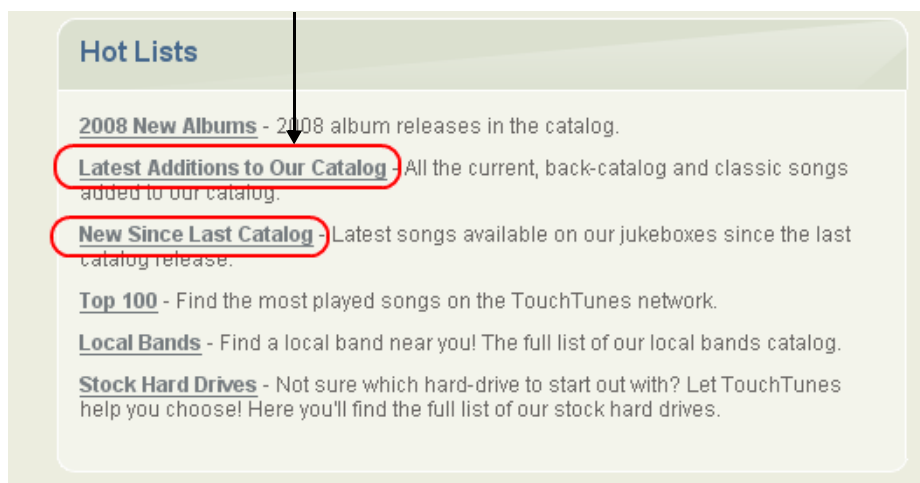 Hot Lists
2008 New Albums - 2008 album releases in the catalog.
Latest Additions to Our Catalog - All the current, back-catalog and classic songs
added to our catalog.
New Since Last Catalog - Latest songs available on our jukeboxes since the last
catalog release.
Top 100 - Find the most played songs on the TouchTunes network.
Local Bands - Find a local band near you! The full list of our local bands catalog.
Stock Hard Drives - Not sure which hard-drive to start out with? Let TouchTunes
help you choose! Here you'll find the full list of our stock hard drives.